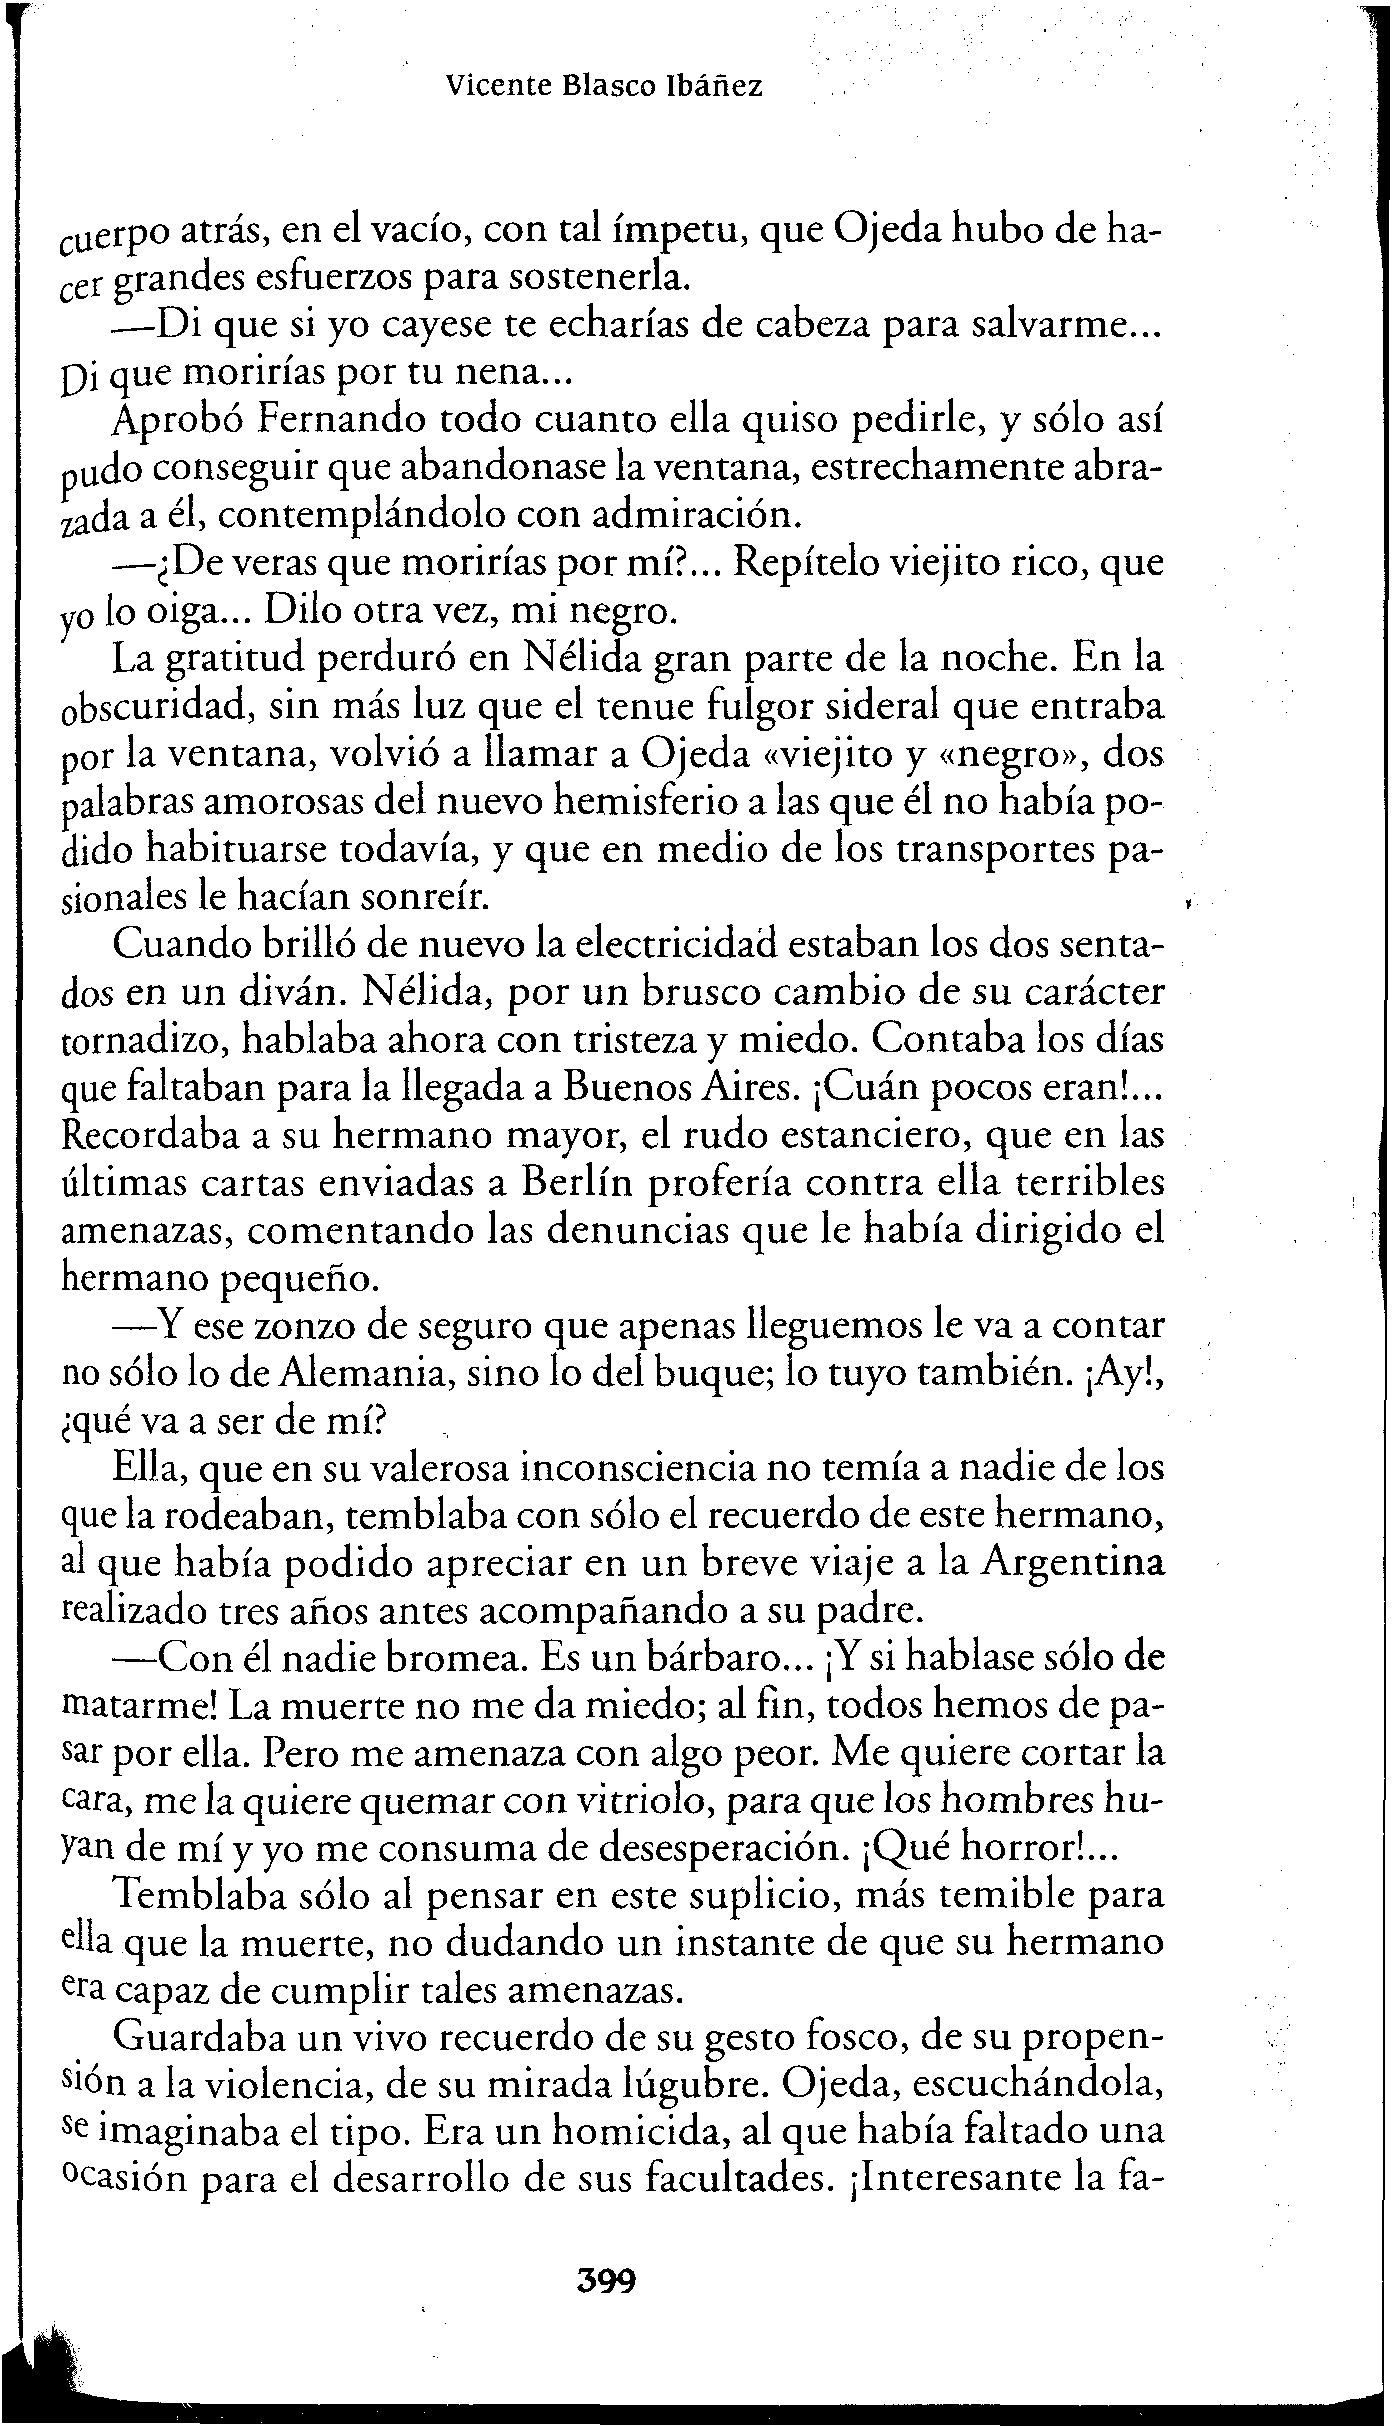 Vicente Blasco Ibáñez
cuerpo atrás, en el vacío, con tal ímpetu, que Ojeda hubo de ha-
cer grandes esfuerzos para sostenerla.
—Di que si yo cayese te echarías de cabeza para salvarme...
Di que morirías por tu nena...
Aprobó Fernando todo cuanto ella quiso pedirle, y sólo así
pudo conseguir que abandonase la ventana, estrechamente abra-
zada a él, contemplándolo con admiración.
—¿De veras que morirías por mí?... Repítelo viejito rico, que
yo lo oiga... Dilo otra vez, mi negro.
La gratitud perduró en Nélida gran parte de la noche. En la
obscuridad, sin más luz que el tenue fulgor sideral que entraba
por la ventana, volvió a llamar a Ojeda «viejito y «negro», dos
palabras amorosas del nuevo hemisferio a las que él no había po-
dido habituarse todavía, y que en medio de los transportes pa-
sionales le hacían sonreír.
Cuando brilló de nuevo la electricidad estaban los dos senta-
dos en un diván. Nélida, por un brusco cambio de su carácter
tornadizo, hablaba ahora con tristeza y miedo. Contaba los días
que faltaban para la llegada a Buenos Aires. ¡Cuán pocos eran!...
Recordaba a su hermano mayor, el rudo estanciero, que en las
últimas cartas enviadas a Berlín profería contra ella terribles
amenazas, comentando las denuncias que le había dirigido el
hermano pequeño.
—Y ese zonzo de seguro que apenas lleguemos le va a contar
no sólo lo de Alemania, sino lo del buque; lo tuyo también. ¡Ay!,
¿qué va a ser de mí?
Ella, que en su valerosa inconsciencia no temía a nadie de los
que la rodeaban, temblaba con sólo el recuerdo de este hermano,
al que había podido apreciar en un breve viaje a la Argentina
realizado tres años antes acompañando a su padre.
—Con él nadie bromea. Es un bárbaro... ¡Y si hablase sólo de
matarme! La muerte no me da miedo; al fin, todos hemos de pa-
sar por ella. Pero me amenaza con algo peor. Me quiere cortar la
cara, me la quiere quemar con vitriolo, para que los hombres hu-
yan de mí y yo me consuma de desesperación. ¡Qué horror!...
Temblaba sólo al pensar en este suplicio, más temible para
ella que la muerte, no dudando un instante de que su hermano
era capaz de cumplir tales amenazas.
Guardaba un vivo recuerdo de su gesto fosco, de su propen-
sión a la violencia, de su mirada lúgubre. Ojeda, escuchándola,
se imaginaba el tipo. Era un homicida, al que había faltado una
ocasión para el desarrollo de sus facultades. ¡Interesante la fa-
399